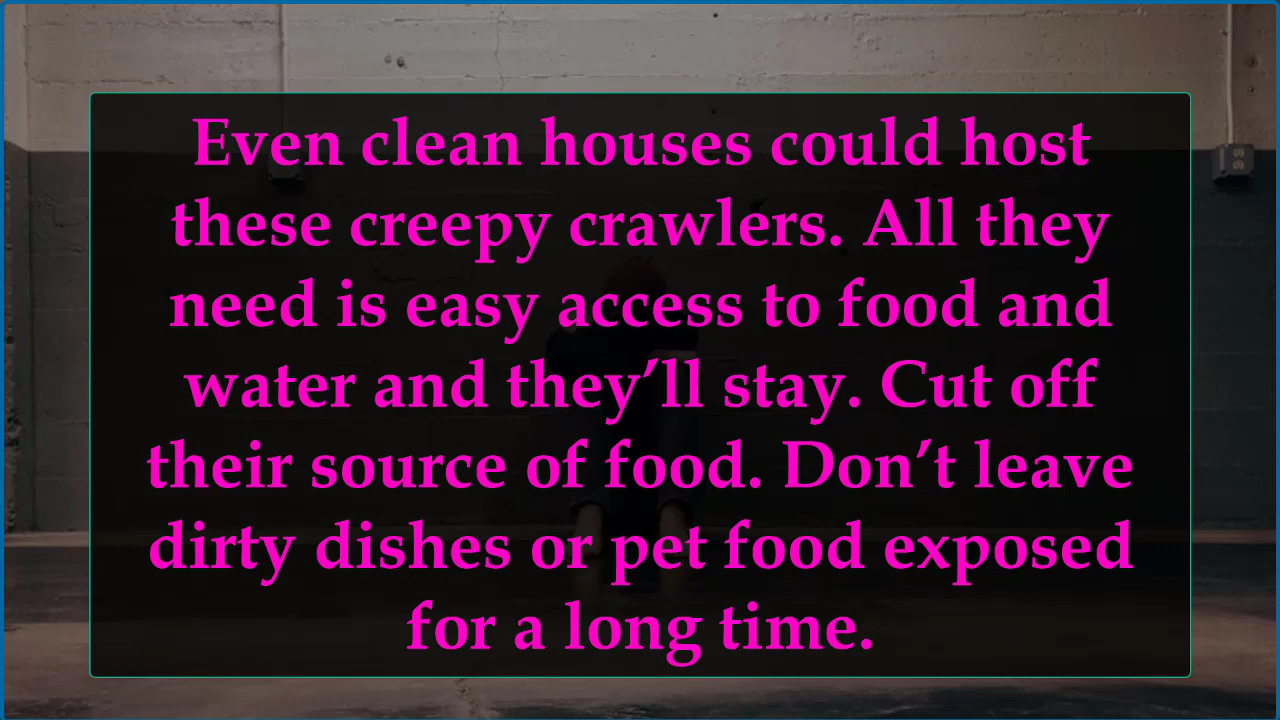 Even clean houses could host
these creepy crawlers. All they
need is easy access to food and
water and they’ll stay. Cut off
their source of food. Don’t leave
dirty dishes or pet food exposed
for a long time.